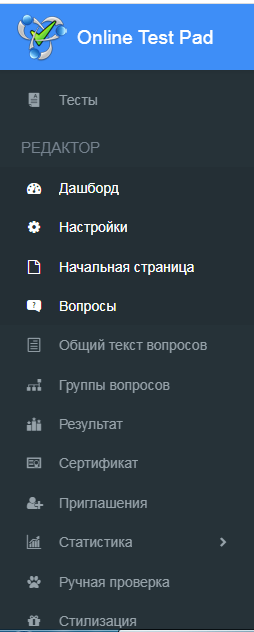 Online Test Pad
Тесты
РЕДАКТОР
Дашборд
Настройки
Начальная страница
Вопросы
Общий текст вопросов
Группы вопросов
Результат
Сертификат
Приглашения
Статистика
Ручная проверка
Стилизация